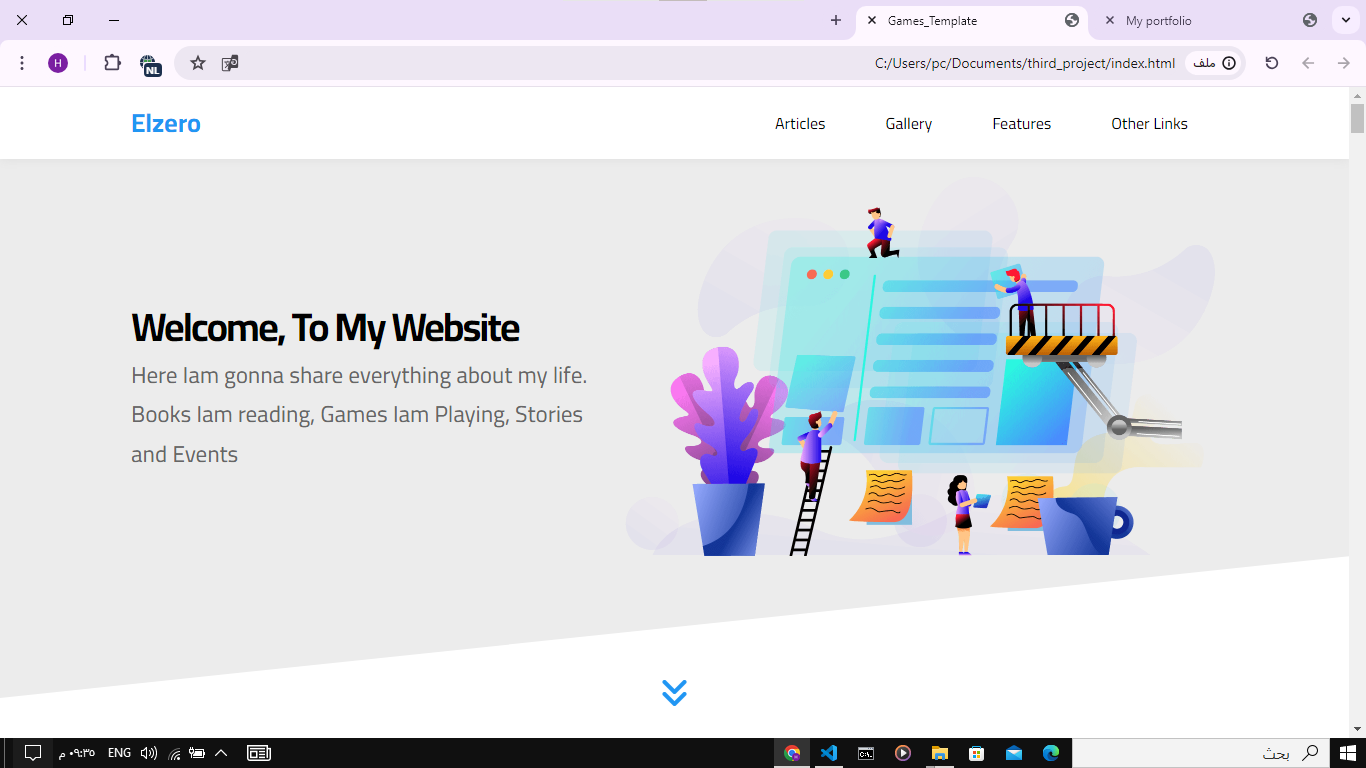 Games_Template
My portfolio
H
NL
C:/Users/pc/Documents/third_project/index.html
ملف
Elzero
Articles
Gallery
Features
Other Links
Welcome, To My Website
Here Iam gonna share everything about my life.
Books Iam reading, Games Iam Playing, Stories
and Events
٠٩:٣٥ م
ENG
C:\.
بحث